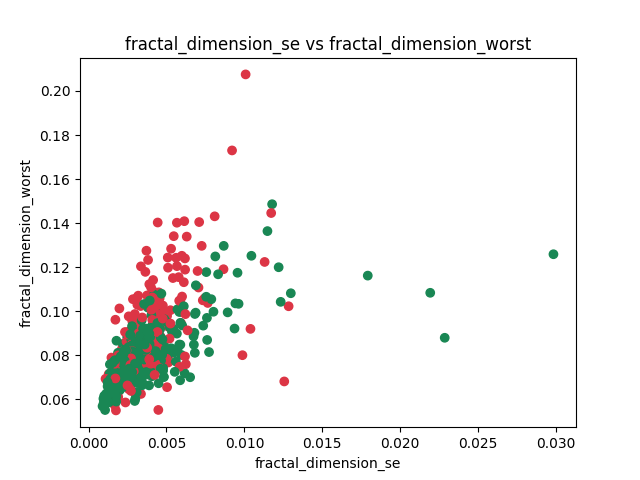 fractal_dimension_se vs fractal_dimension_worst
0.20
0.18
0.16
0.14
0.12
0.10
0.08
0.06
fractal_dimension_worst
0.000 0.005 0.010 0.015 0.020 0.025 0.030
fractal_dimension_se